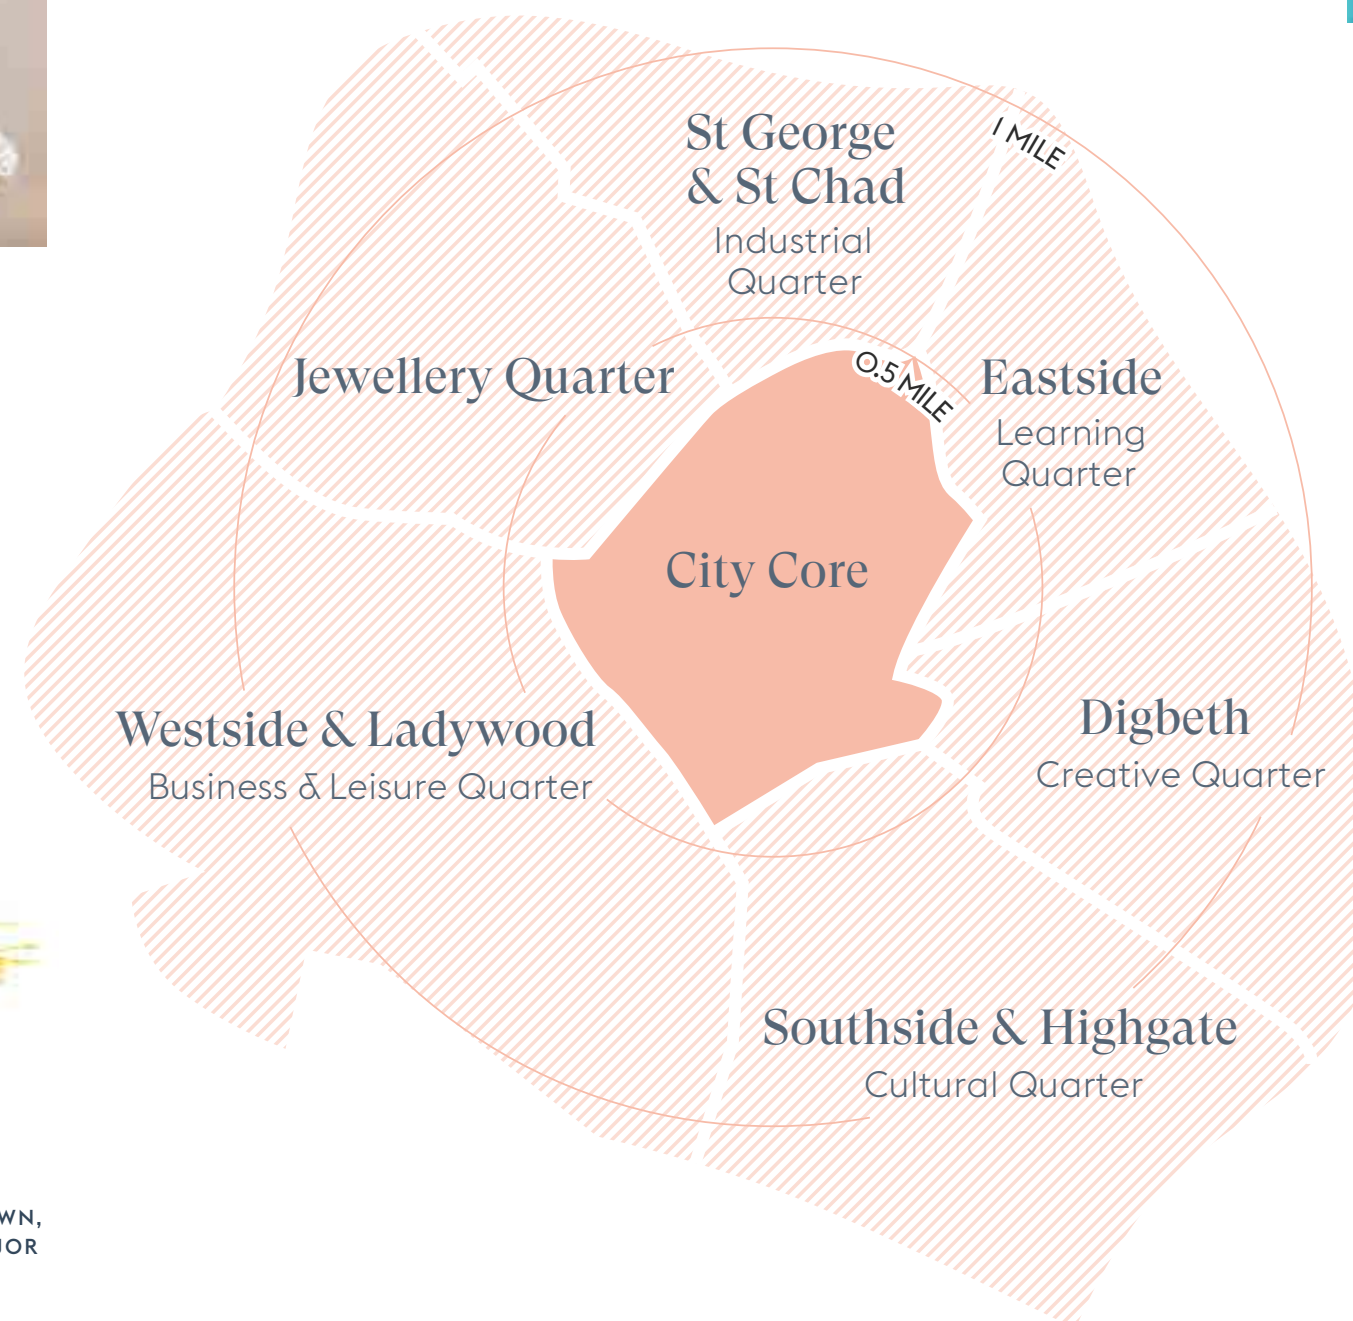 1 MILE
St George
& St Chad
Industrial
Quarter
0.5 MILE
Jewellery Quarter
Eastside
Learning
Quarter
City Core
Westside & Ladywood
Business & Leisure Quarter
Digbeth
Creative Quarter
Southside & Highgate
Cultural Quarter